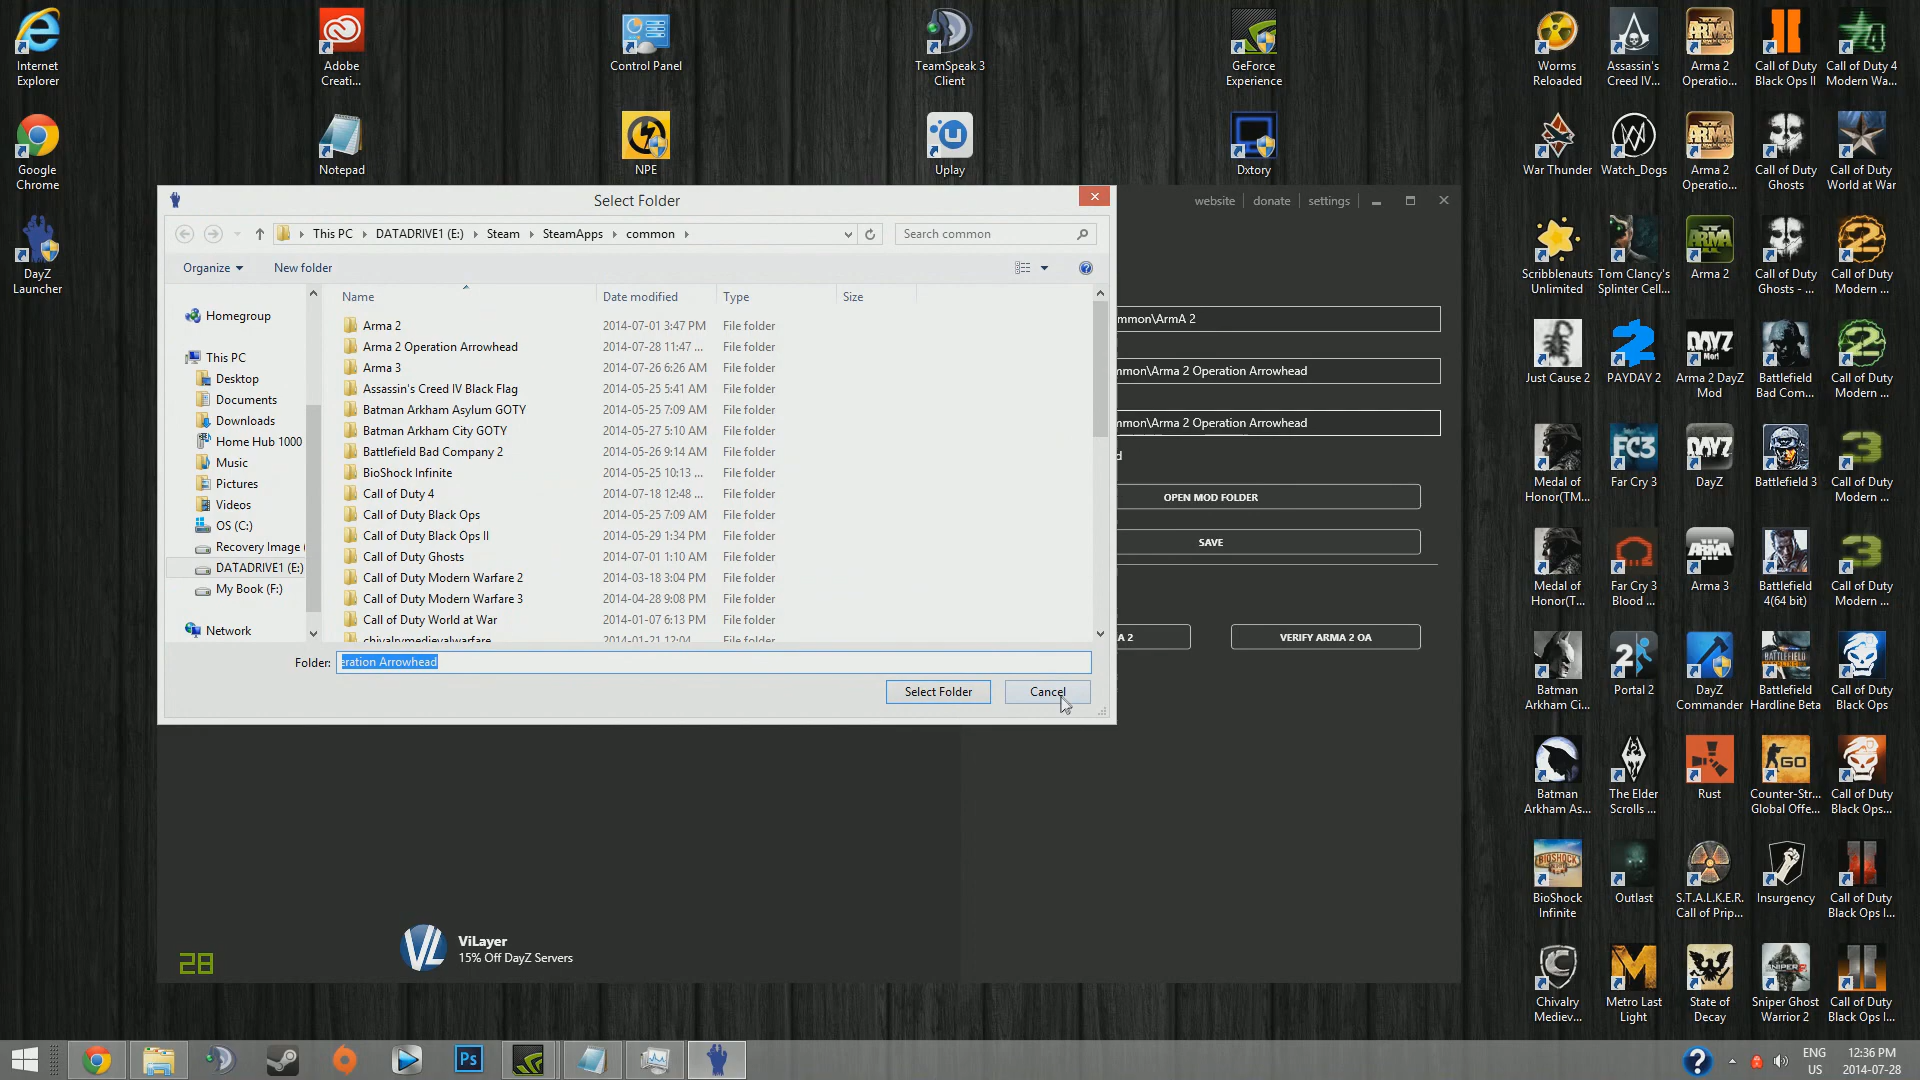 Internet
Explorer
Adobe
Creati...
Control Panel
TeamSpeak 3
Client
GeForce
Experience
Worms
Reloaded
Assassin's
Creed IV...
Arma 2
Operatio...
Call of Duty
Black Ops II
Call of Duty 4
Modern Wa...
Google
Chrome
Notepad
NPE
Uplay
Dxtory
War Thunder
Watch_Dogs
Arma 2
Operatio...
Call of Duty
Ghosts
Call of Duty
World at War
DayZ
Launcher
Scribblenauts
Unlimited
Tom Clancy's
Splinter Cell...
Arma 2
Call of Duty
Ghosts - ...
Call of Duty
Modern ...
Just Cause 2
PAYDAY 2
Arma 2 DayZ
Mod
Battlefield
Bad Com...
Call of Duty
Modern ...
Medal of
Honor(TM...
Far Cry 3
DayZ
Battlefield 3
Call of Duty
Modern ...
Medal of
Honor(T...
Far Cry 3
Blood ...
Arma 3
Battlefield
4(64 bit)
Call of Duty
Modern ...
Batman
Arkham Ci...
Portal 2
DayZ
Commander
Battlefield
Hardline Beta
Call of Duty
Black Ops
Batman
Arkham As...
The Elder
Scrolls ...
Rust
Counter-Str...
Global Offe...
Call of Duty
Black Ops...
BioShock
Infinite
Outlast
S.T.A.L.K.E.R.
Call of Prip...
Insurgency
Call of Duty
Black Ops I...
Chivalry
Mediev...
Metro Last
Light
State of
Decay
Sniper Ghost
Warrior 2
Call of Duty
Black Ops I...
Select Folder
This PC
DATADRIVE1 (E:)
Steam
SteamApps
common
Search common
Organize
New folder
Name
Date modified
Type
Size
Homegroup
This PC
Desktop
Documents
Downloads
Home Hub 1000
Music
Pictures
Videos
OS (C:)
Recovery Image (
DATADRIVE1 (E:)
My Book (F:)
Network
Arma 2 2014-07-01 3:47 PM File folder
Arma 2 Operation Arrowhead 2014-07-28 11:47 ... File folder
Arma 3 2014-07-26 6:26 AM File folder
Assassin's Creed IV Black Flag 2014-05-25 5:41 AM File folder
Batman Arkham Asylum GOTY 2014-05-25 7:09 AM File folder
Batman Arkham City GOTY 2014-05-27 5:10 AM File folder
Battlefield Bad Company 2 2014-05-26 9:14 AM File folder
BioShock Infinite 2014-05-25 10:13 ... File folder
Call of Duty 4 2014-07-18 12:48 ... File folder
Call of Duty Black Ops 2014-05-25 7:09 AM File folder
Call of Duty Black Ops II 2014-05-29 1:34 PM File folder
Call of Duty Ghosts 2014-07-01 1:10 AM File folder
Call of Duty Modern Warfare 2 2014-03-18 3:04 PM File folder
Call of Duty Modern Warfare 3 2014-04-28 9:08 PM File folder
Call of Duty World at War 2014-01-07 6:13 PM File folder
chivalrymedievalwarfare 2014-01-21 12:04 ... File folder
Folder: eration Arrowhead
Select Folder
Cancel
website
donate
settings
mmon\ArmA 2
mmon\Arma 2 Operation Arrowhead
mmon\Arma 2 Operation Arrowhead
d
OPEN MOD FOLDER
SAVE
A 2
VERIFY ARMA 2 OA
28
ViLayer
15% Off DayZ Servers
ENG
US
12:36 PM
2014-07-28